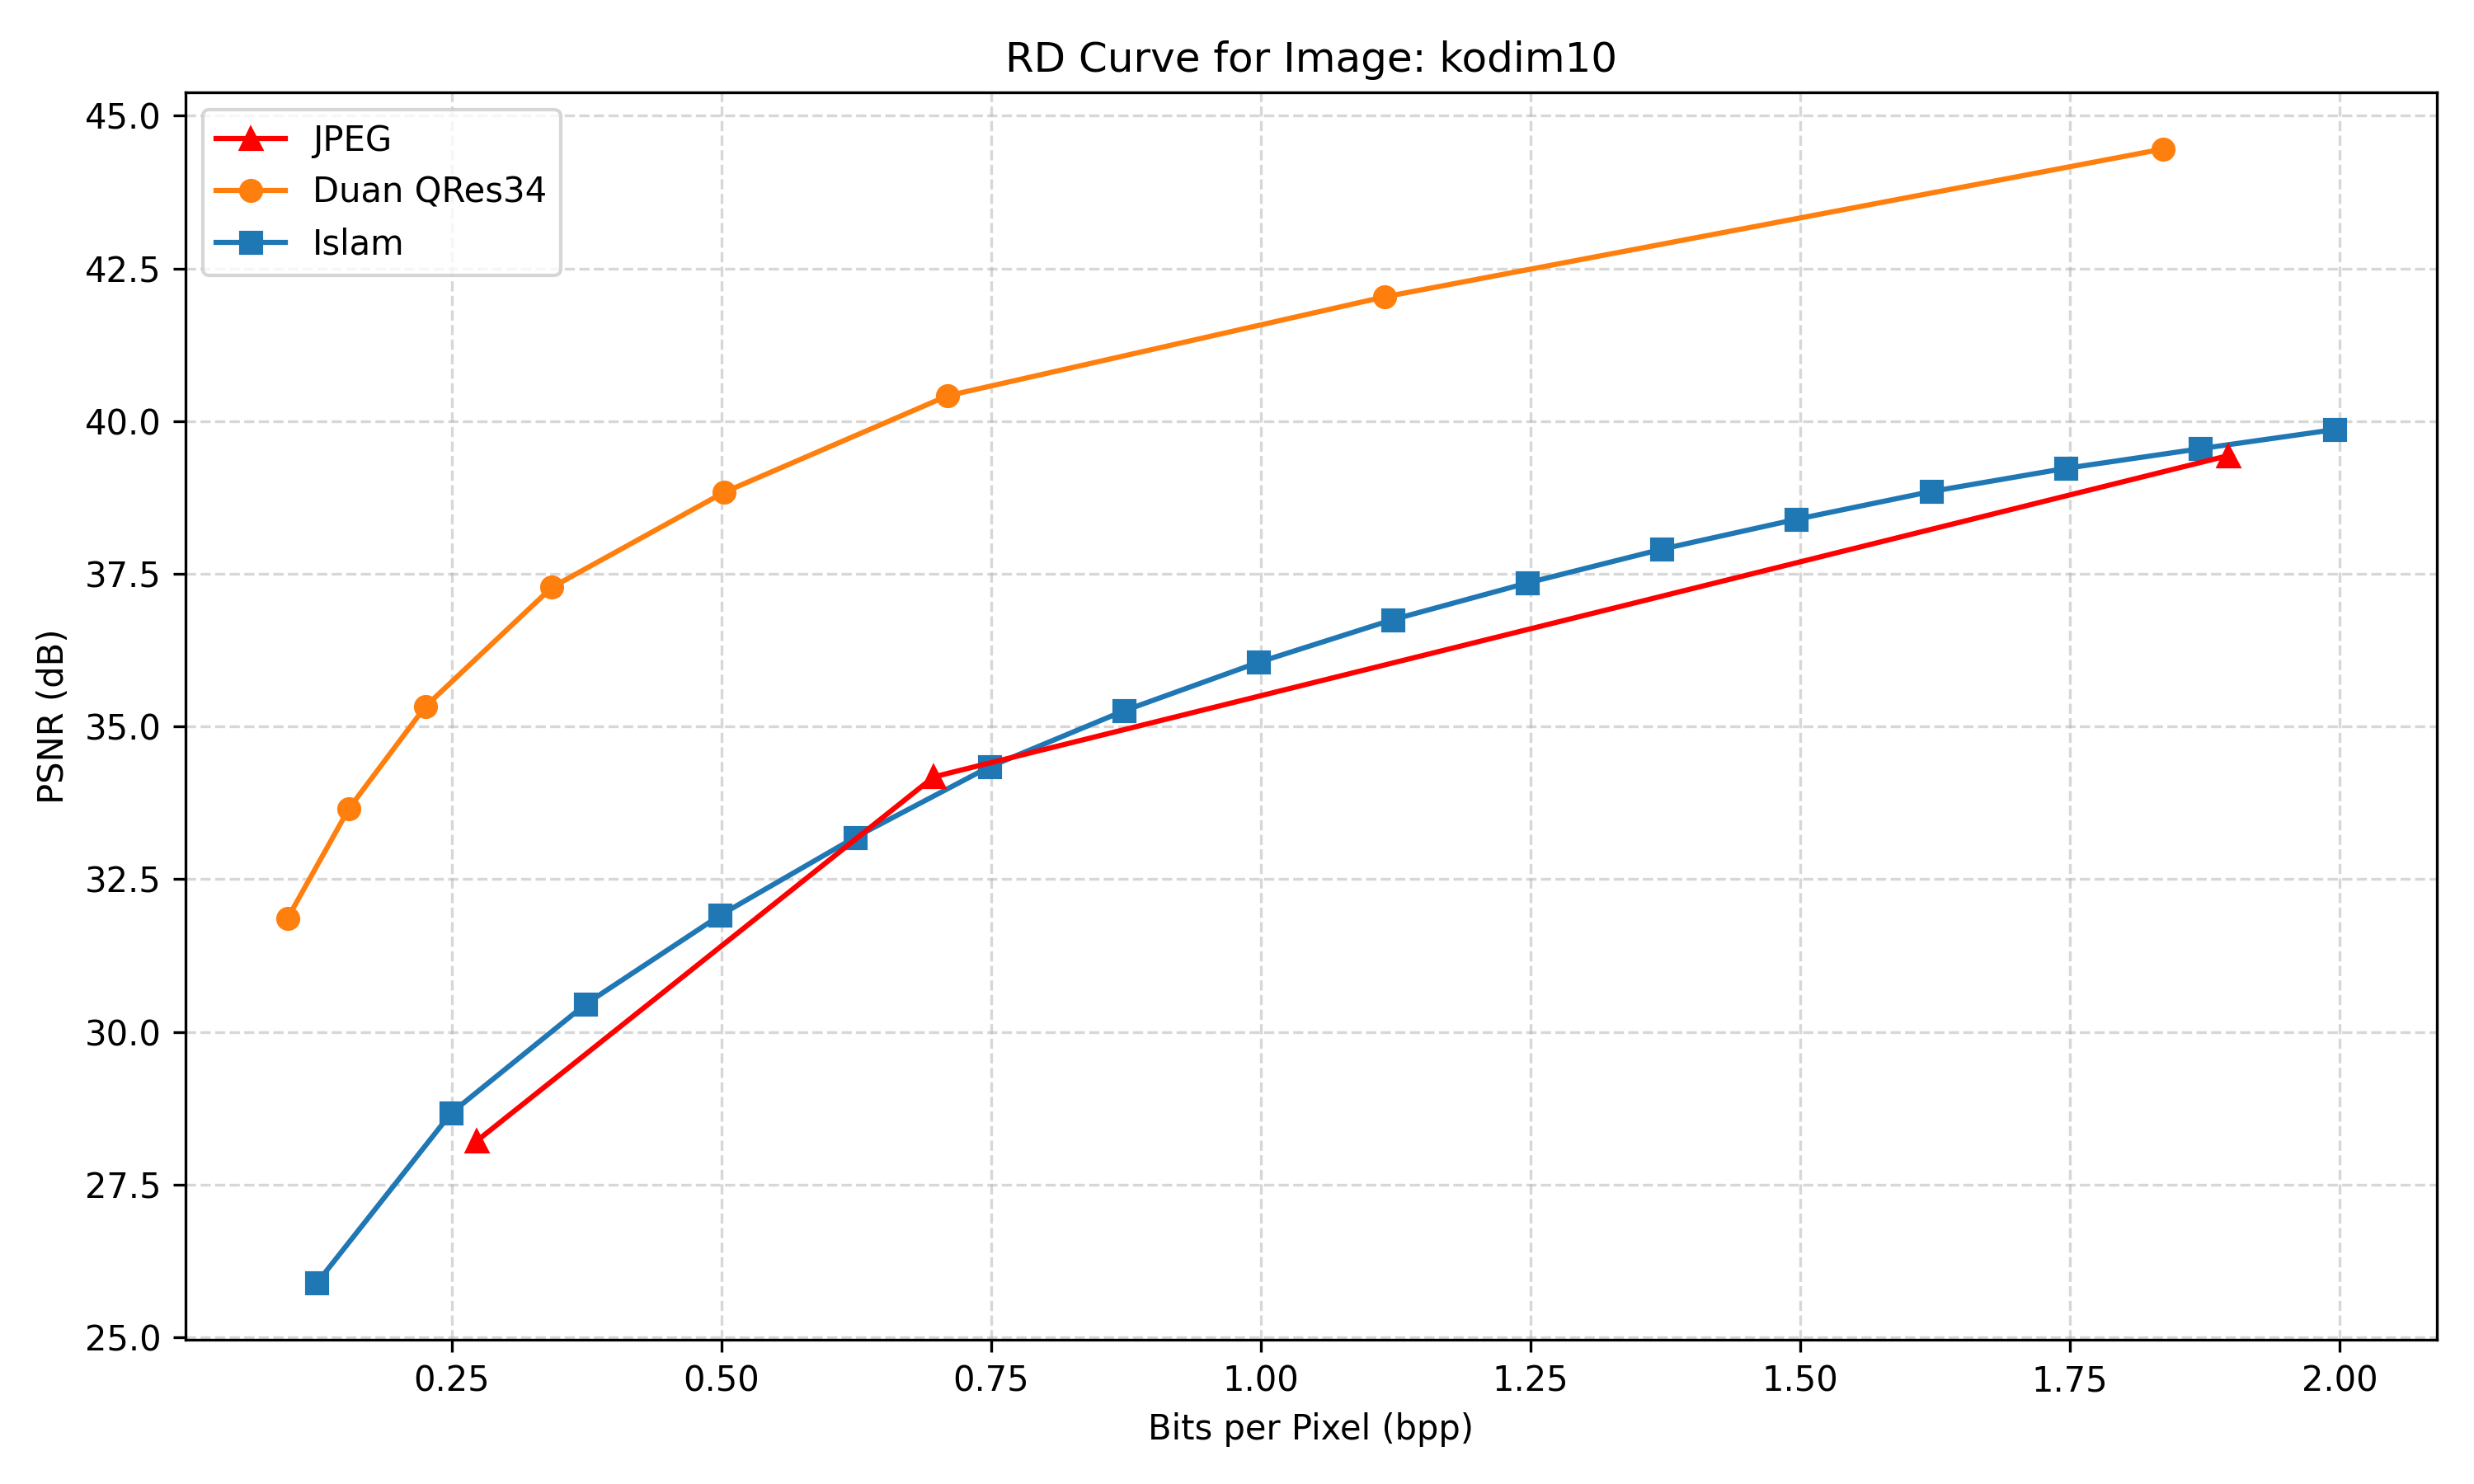 RD Curve for Image: kodim10
JPEG
Duan QRes34
Islam
PSNR (dB)
45.0
42.5
40.0
37.5
35.0
32.5
30.0
27.5
25.0
0.25 0.50 0.75 1.00 1.25 1.50 1.75 2.00
Bits per Pixel (bpp)